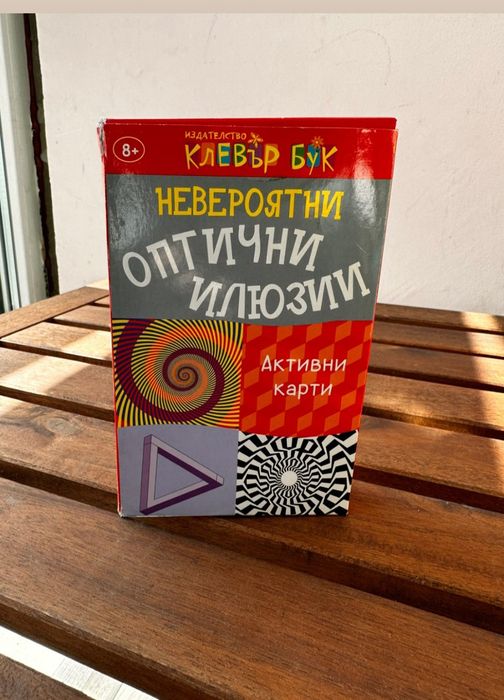 8+
ИЗДАТЕЛСТВО
КЛЕВЪР БУК
НЕВЕРОЯТНИ
ОПТИЧНИ
ИЛЮЗИИ
Активни
карти